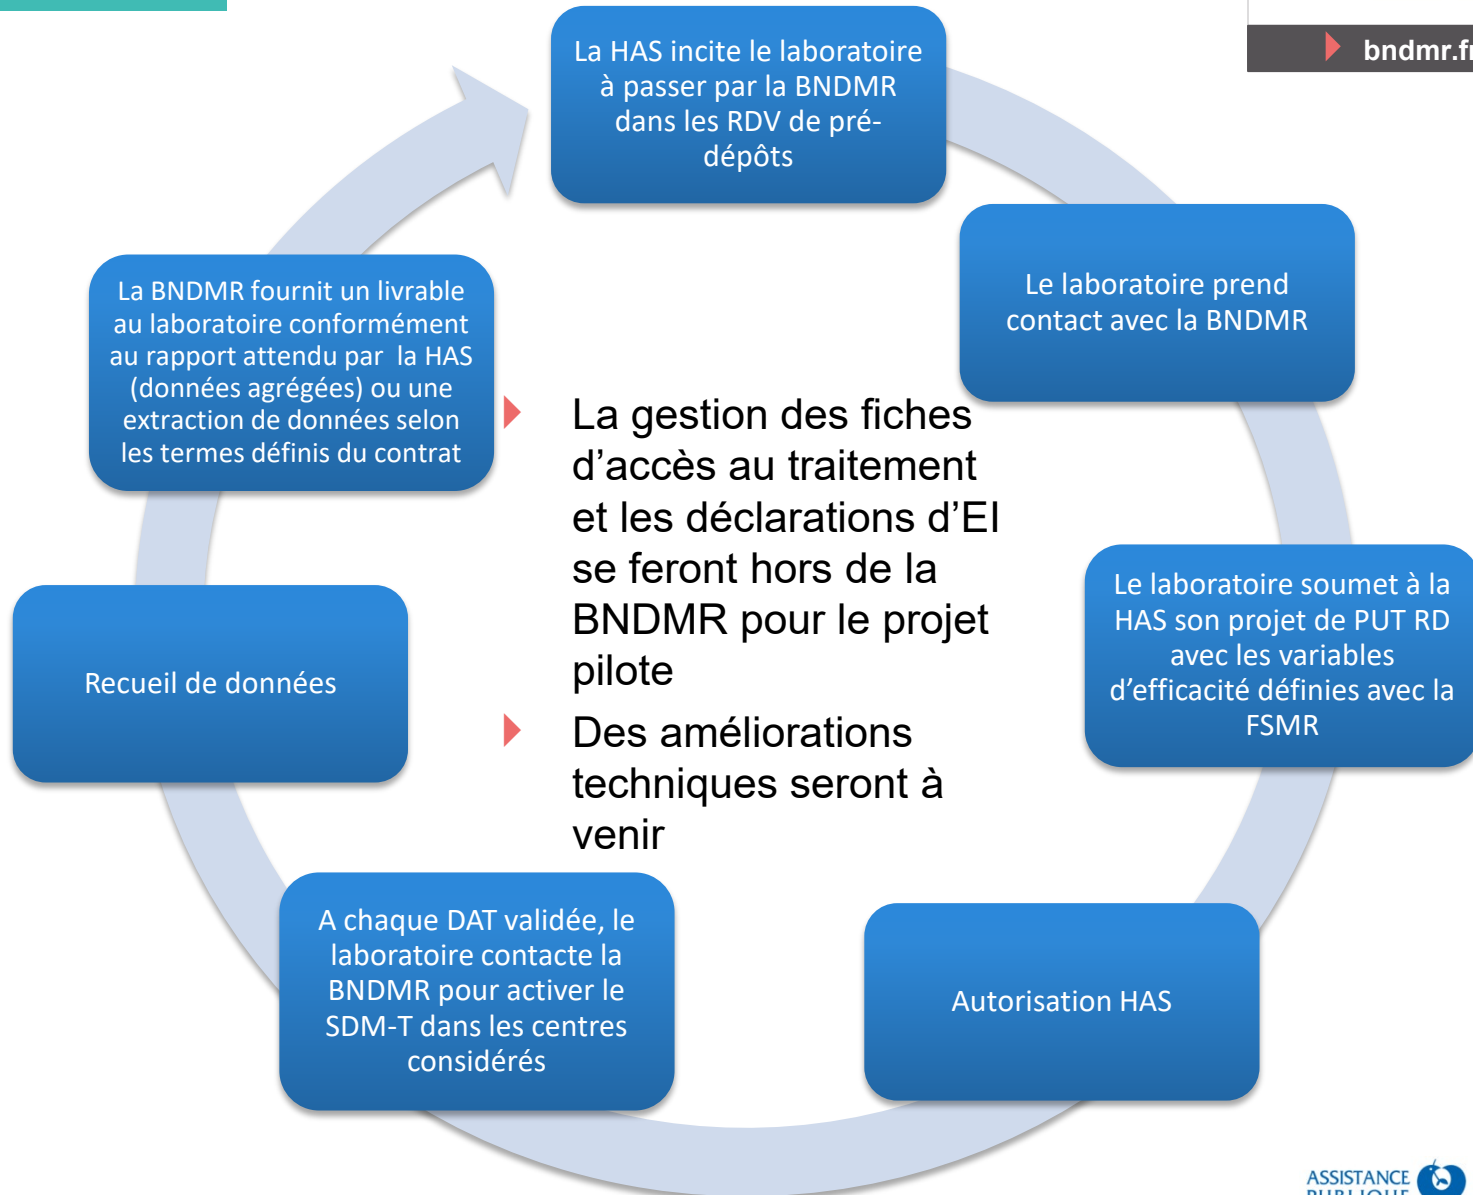 bndmr.fr
La HAS incite le laboratoire
à passer par la BNDMR
dans les RDV de pré-
dépôts
Le laboratoire prend
contact avec la BNDMR
Le laboratoire soumet à la
HAS son projet de PUT RD
avec les variables
d’efficacité définies avec la
FSMR
Autorisation HAS
A chaque DAT validée, le
laboratoire contacte la
BNDMR pour activer le
SDM-T dans les centres
considérés
Recueil de données
La BNDMR fournit un livrable
au laboratoire conformément
au rapport attendu par la HAS
(données agrégées) ou une
extraction de données selon
les termes définis du contrat
La gestion des fiches
d’accès au traitement
et les déclarations d’EI
se feront hors de la
BNDMR pour le projet
pilote
Des améliorations
techniques seront à
venir
ASSISTANCE
PUBLIQUE